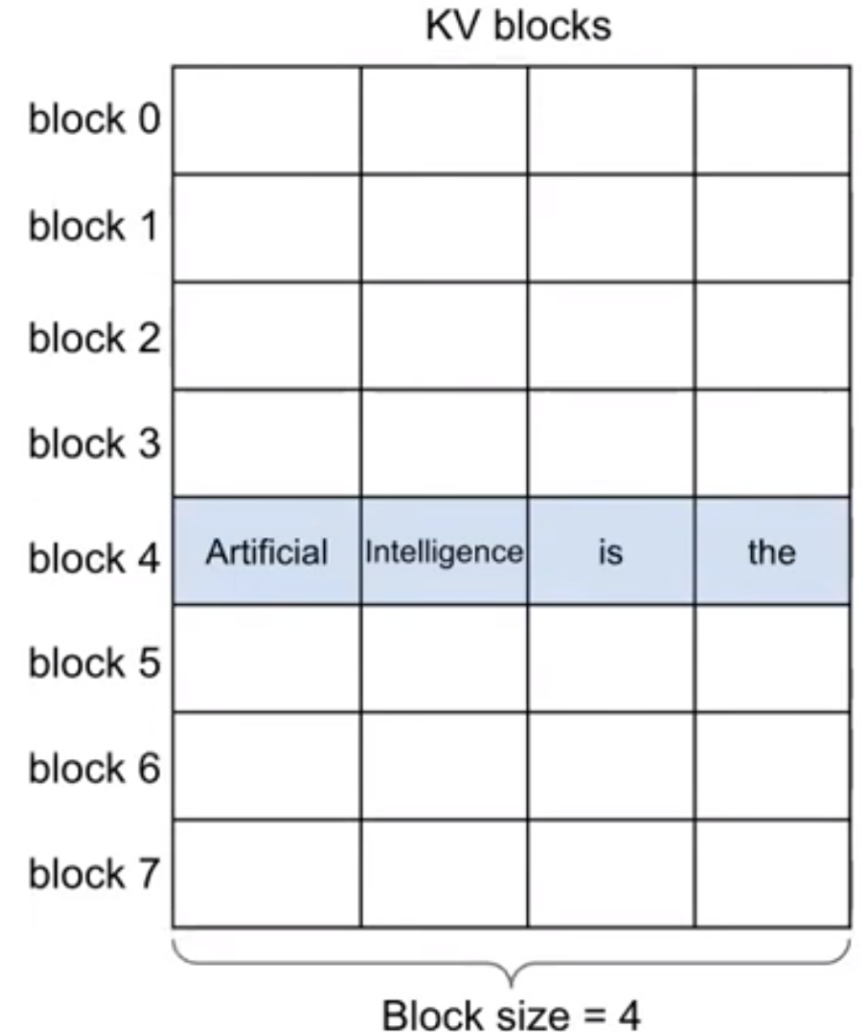 KV blocks
block 0
block 1
block 2
block 3
block 4 Artificial Intelligence is the
block 5
block 6
block 7
Block size = 4